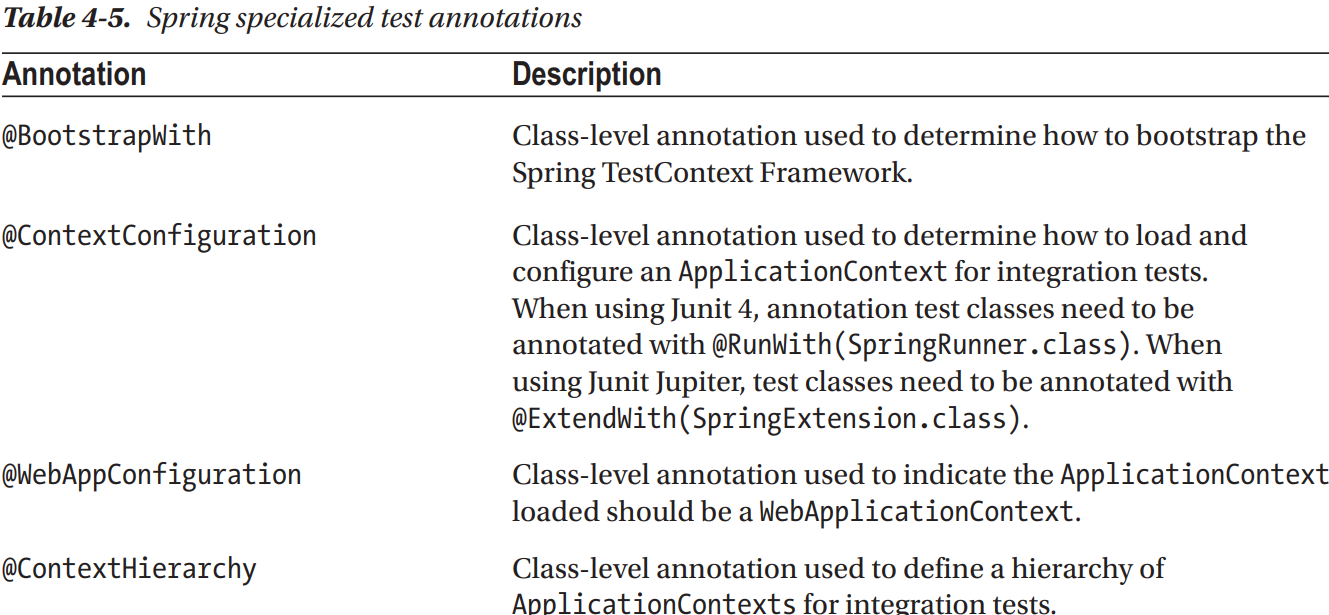 Table 4-5. Spring specialized test annotations
Annotation Description
@BootstrapWith Class-level annotation used to determine how to bootstrap the
Spring TestContext Framework.
@ContextConfiguration Class-level annotation used to determine how to load and
configure an ApplicationContext for integration tests.
When using Junit 4, annotation test classes need to be
annotated with @RunWith(SpringRunner.class). When
using Junit Jupiter, test classes need to be annotated with
@ExtendWith(SpringExtension.class).
@WebAppConfiguration Class-level annotation used to indicate the ApplicationContext
loaded should be a WebApplicationContext.
@ContextHierarchy Class-level annotation used to define a hierarchy of
ApplicationContexts for integration tests.